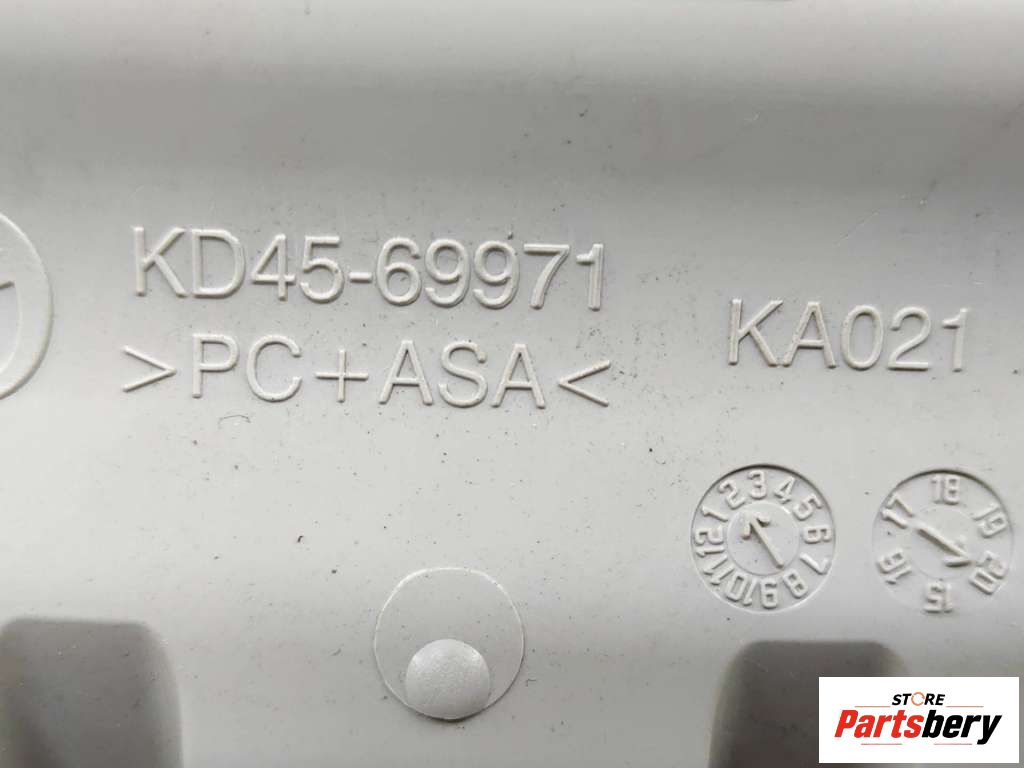 KD45-69971
>PC+ASA<
KA021
1 2 3 4 5 6 7 8 9 10 11 12
15 16 17 18 19 20
STORE
Partsbery